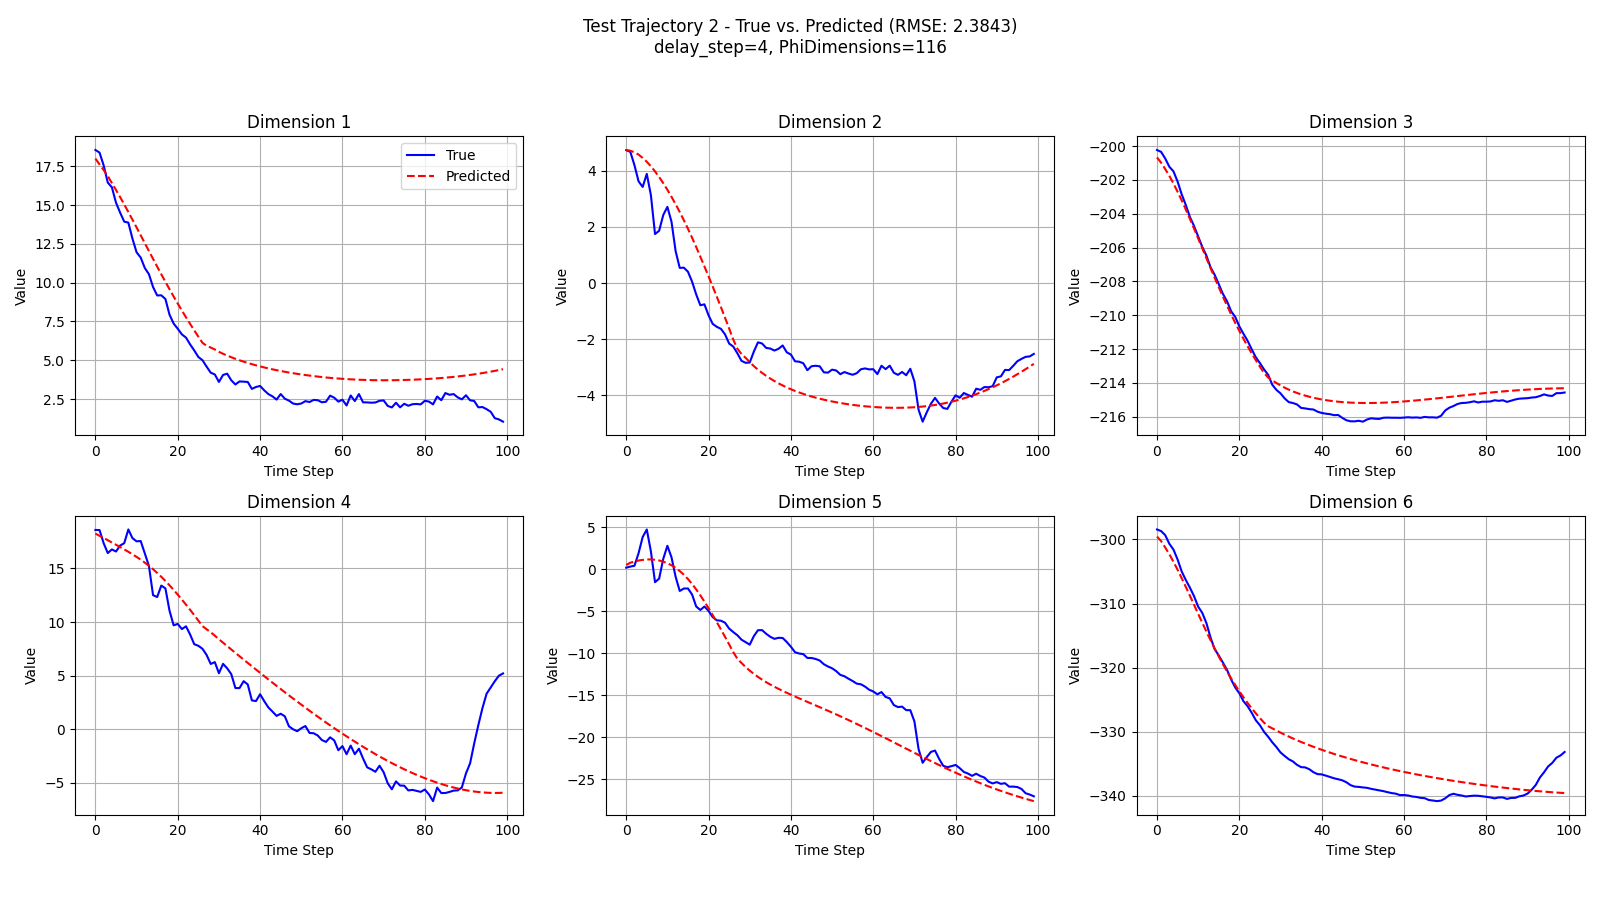 Test Trajectory 2 - True vs. Predicted (RMSE: 2.3843)
delay_step=4, PhiDimensions=116
Dimension 1
Value
17.5
15.0
12.5
10.0
7.5
5.0
2.5
0 20 40 60 80 100
Time Step
True
Predicted
Dimension 2
Value
4
2
0
−2
−4
0 20 40 60 80 100
Time Step
Dimension 3
Value
−200
−202
−204
−206
−208
−210
−212
−214
−216
0 20 40 60 80 100
Time Step
Dimension 4
Value
15
10
5
0
−5
0 20 40 60 80 100
Time Step
Dimension 5
Value
5
0
−5
−10
−15
−20
−25
0 20 40 60 80 100
Time Step
Dimension 6
Value
−300
−310
−320
−330
−340
0 20 40 60 80 100
Time Step